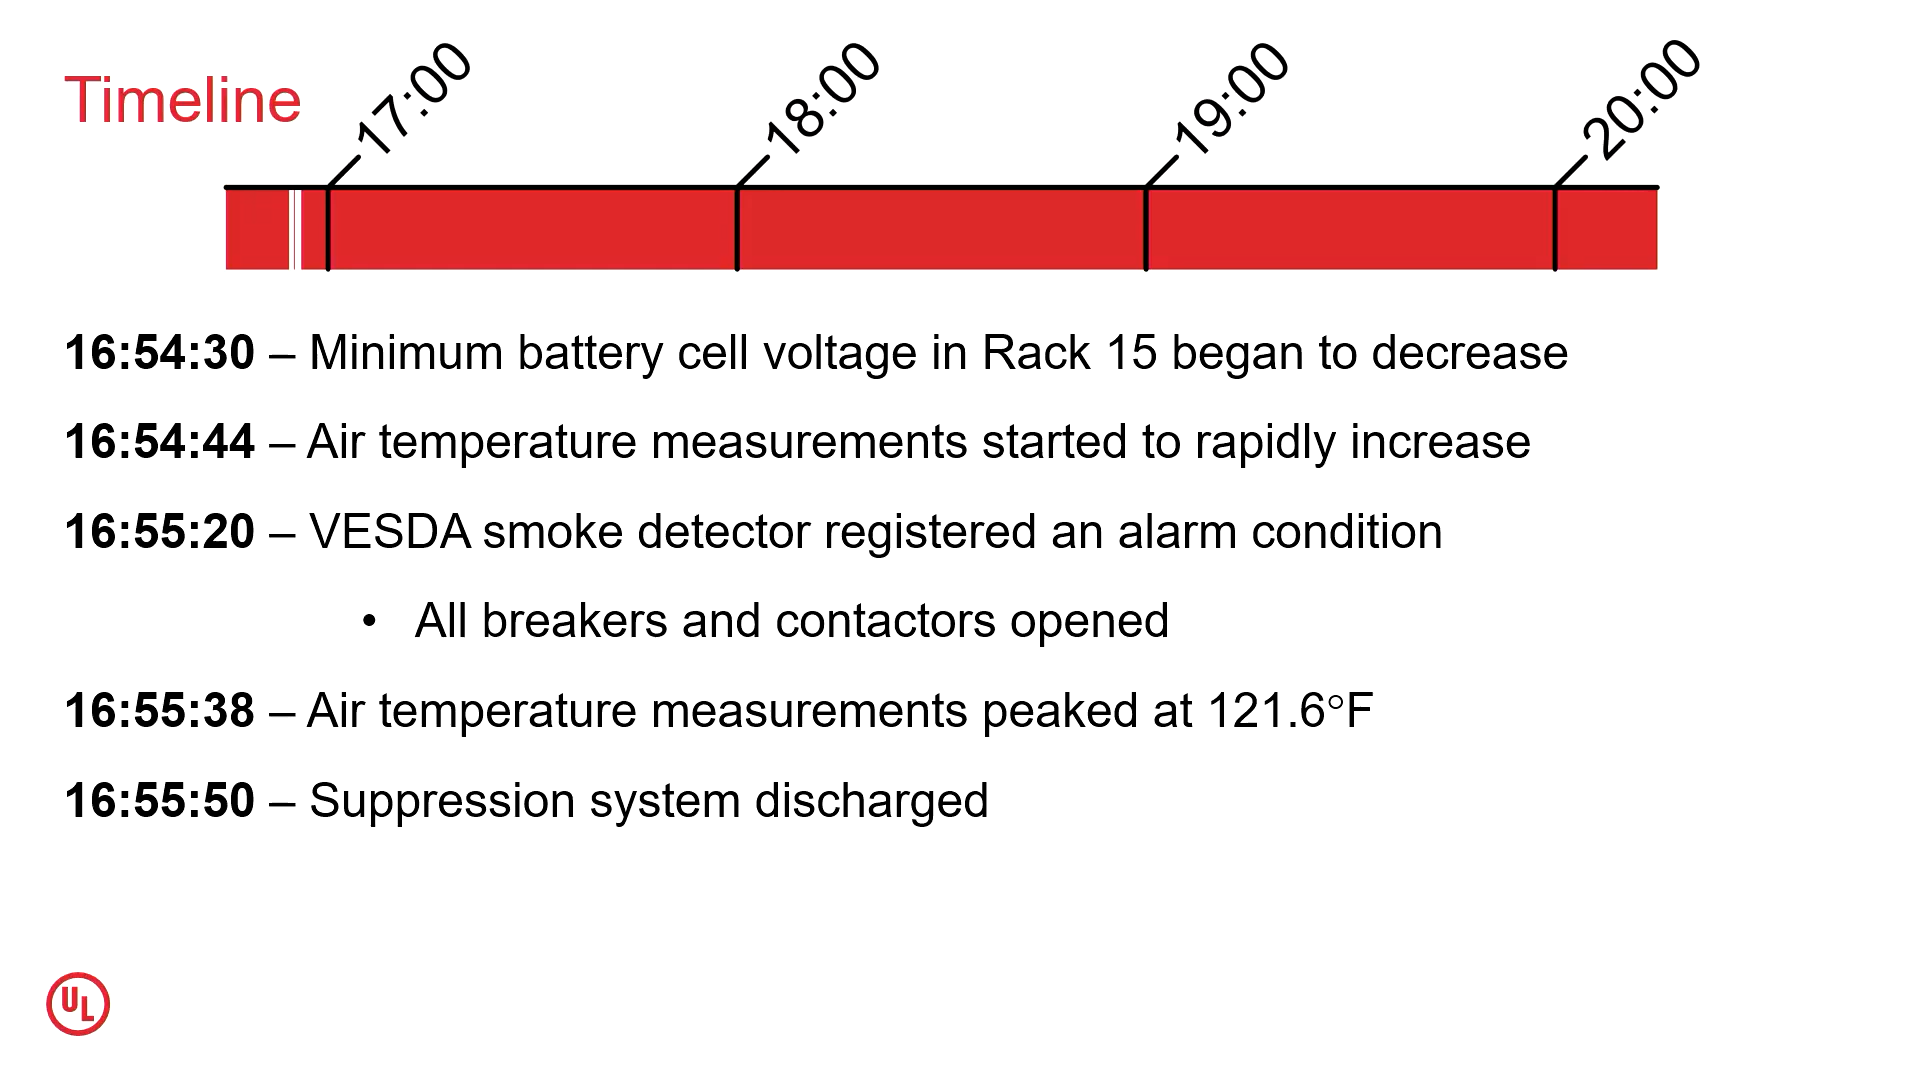 Timeline
17:00
18:00
19:00
20:00
16:54:30 – Minimum battery cell voltage in Rack 15 began to decrease
16:54:44 – Air temperature measurements started to rapidly increase
16:55:20 – VESDA smoke detector registered an alarm condition
• All breakers and contactors opened
16:55:38 – Air temperature measurements peaked at 121.6°F
16:55:50 – Suppression system discharged
UL